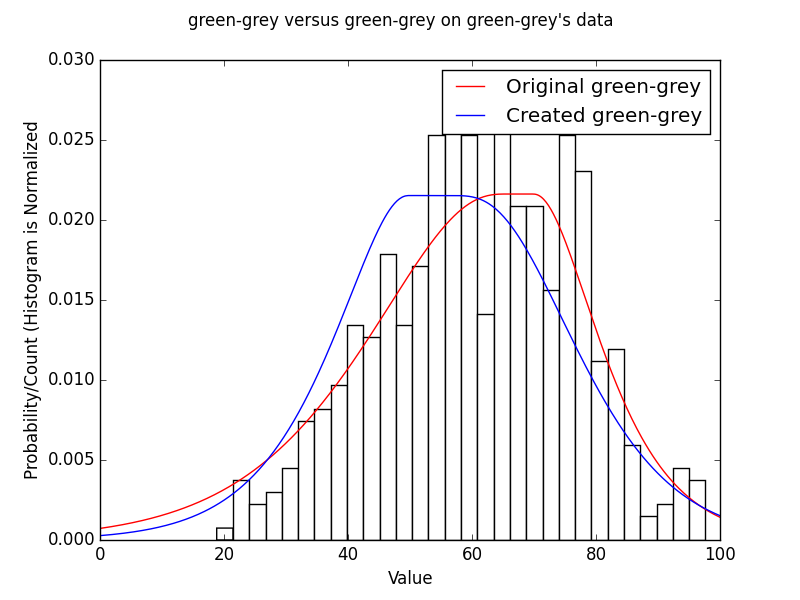 green-grey versus green-grey on green-grey's data
Original green-grey
Created green-grey
Probability/Count (Histogram is Normalized
0.030
0.025
0.020
0.015
0.010
0.005
0.000
0 20 40 60 80 100
Value